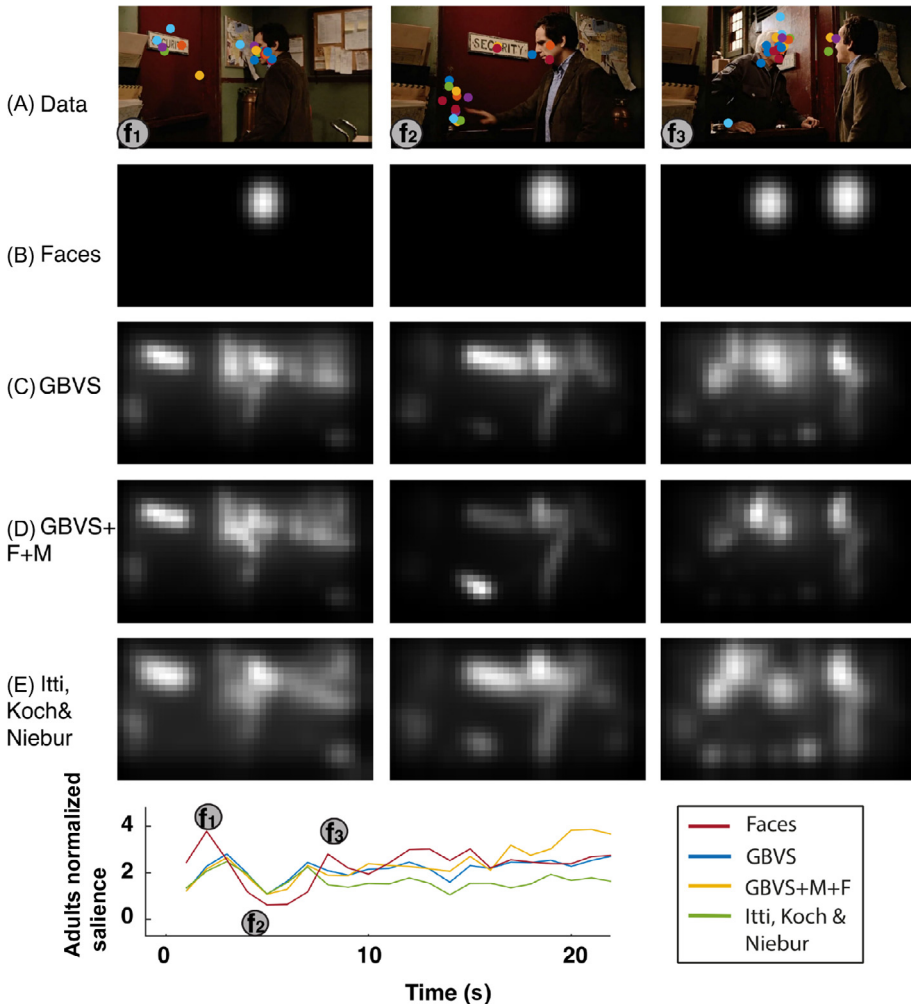 (A) Data
SECURITY
f1
f2
f3
(B) Faces
(C) GBVS
(D) GBVS+
F+M
(E) Itti,
Koch&
Niebur
Adults normalized
salience
4
2
0
f1
f2
f3
0
10
20
Time (s)
Faces
GBVS
GBVS+M+F
Itti, Koch &
Niebur